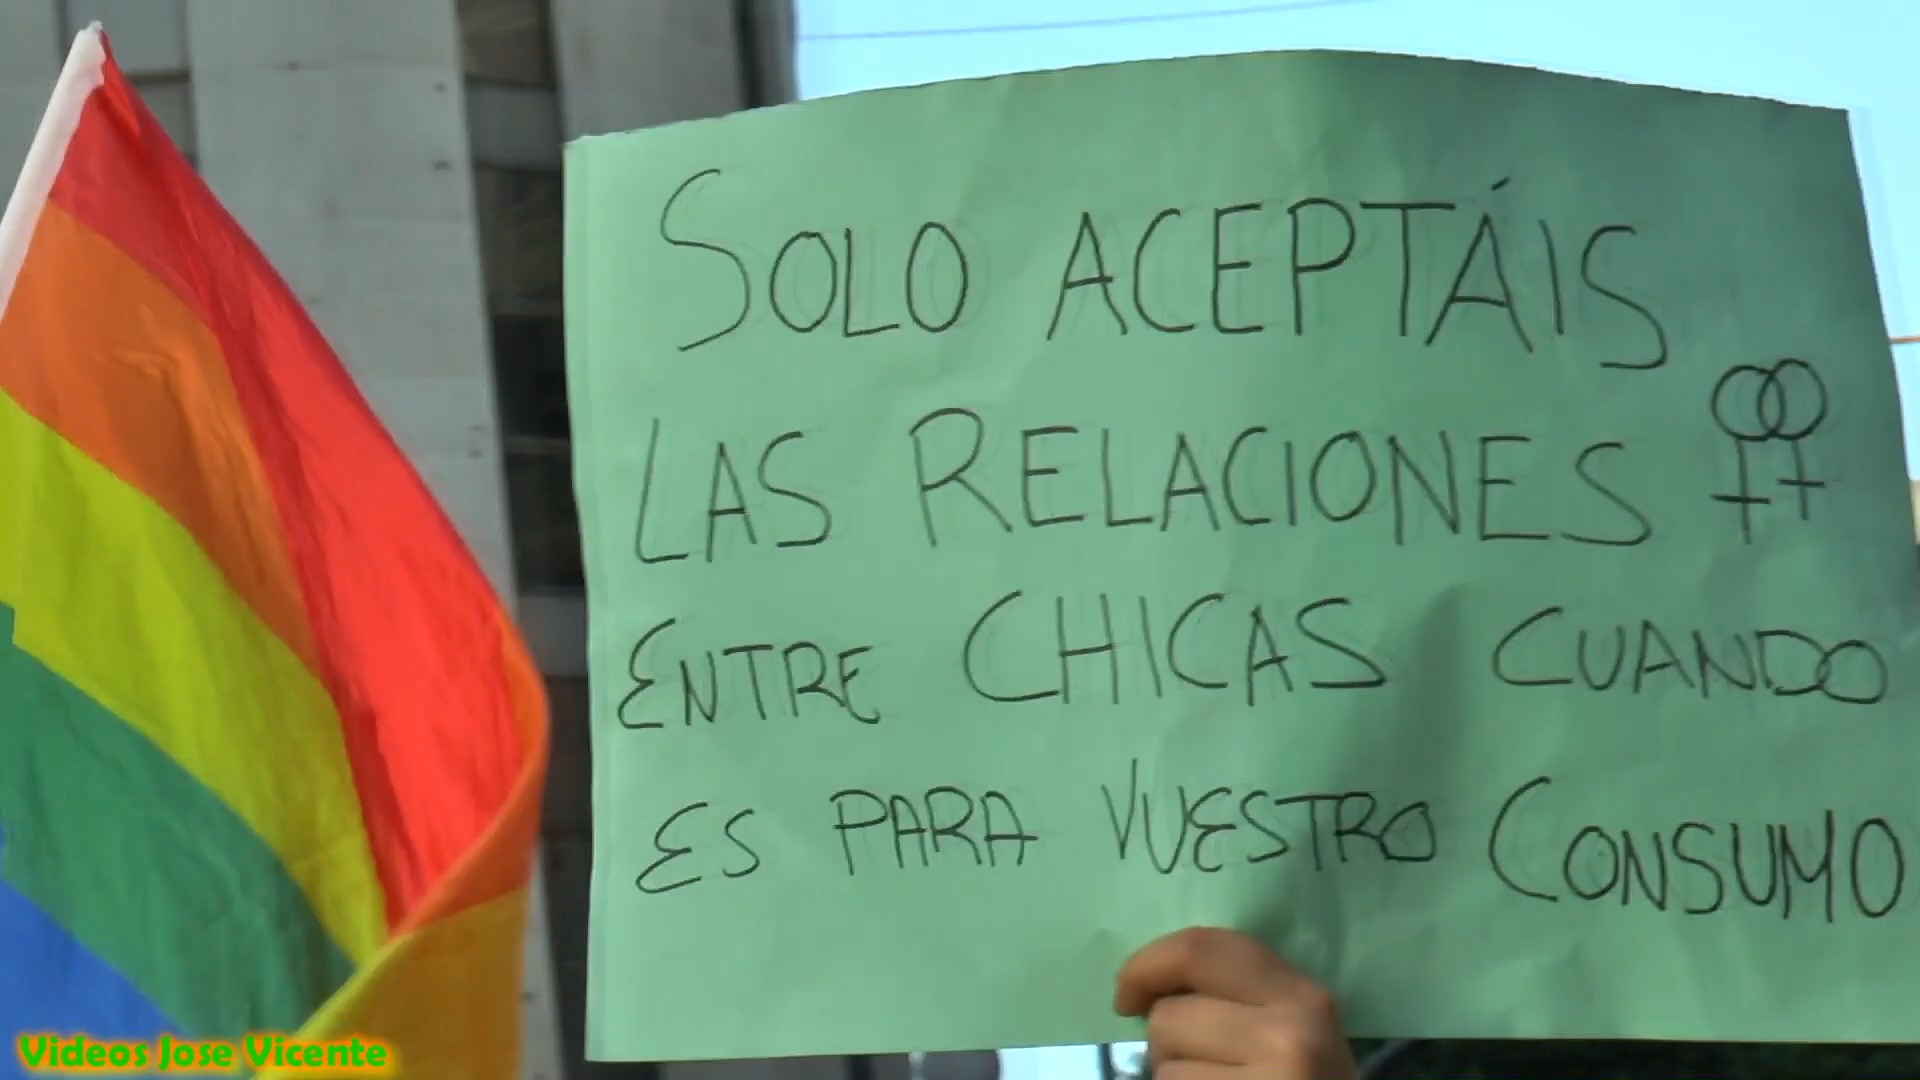 SOLO ACEPTÁIS
LAS RELACIONES
ENTRE CHICAS CUANDO
ES PARA VUESTRO CONSUMO
Videos Jose Vicente